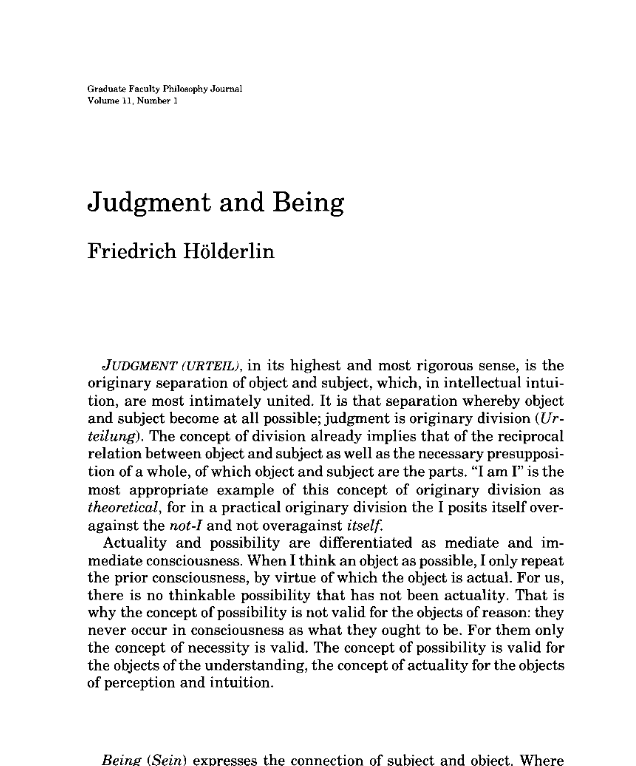 Graduate Faculty Philosophy Journal
Volume 11, Number 1
Judgment and Being
Friedrich Hölderlin
JUDGMENT (URTEIL), in its highest and most rigorous sense, is the
originary separation of object and subject, which, in intellectual intui-
tion, are most intimately united. It is that separation whereby object
and subject become at all possible; judgment is originary division (Ur-
teilung). The concept of division already implies that of the reciprocal
relation between object and subject as well as the necessary presupposi-
tion of a whole, of which object and subject are the parts. "I am I" is the
most appropriate example of this concept of originary division as
theoretical, for in a practical originary division the I posits itself over-
against the not-I and not overagainst itself.
Actuality and possibility are differentiated as mediate and im-
mediate consciousness. When I think an object as possible, I only repeat
the prior consciousness, by virtue of which the object is actual. For us,
there is no thinkable possibility that has not been actuality. That is
why the concept of possibility is not valid for the objects of reason: they
never occur in consciousness as what they ought to be. For them only
the concept of necessity is valid. The concept of possibility is valid for
the objects of the understanding, the concept of actuality for the objects
of perception and intuition.
Being (Sein) expresses the connection of subject and object. Where